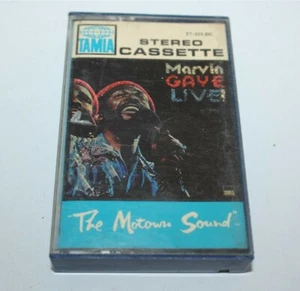 TAMLA
STEREO
CASSETTE
Marvin
GAYE
LIVE!
"The Motown Sound"